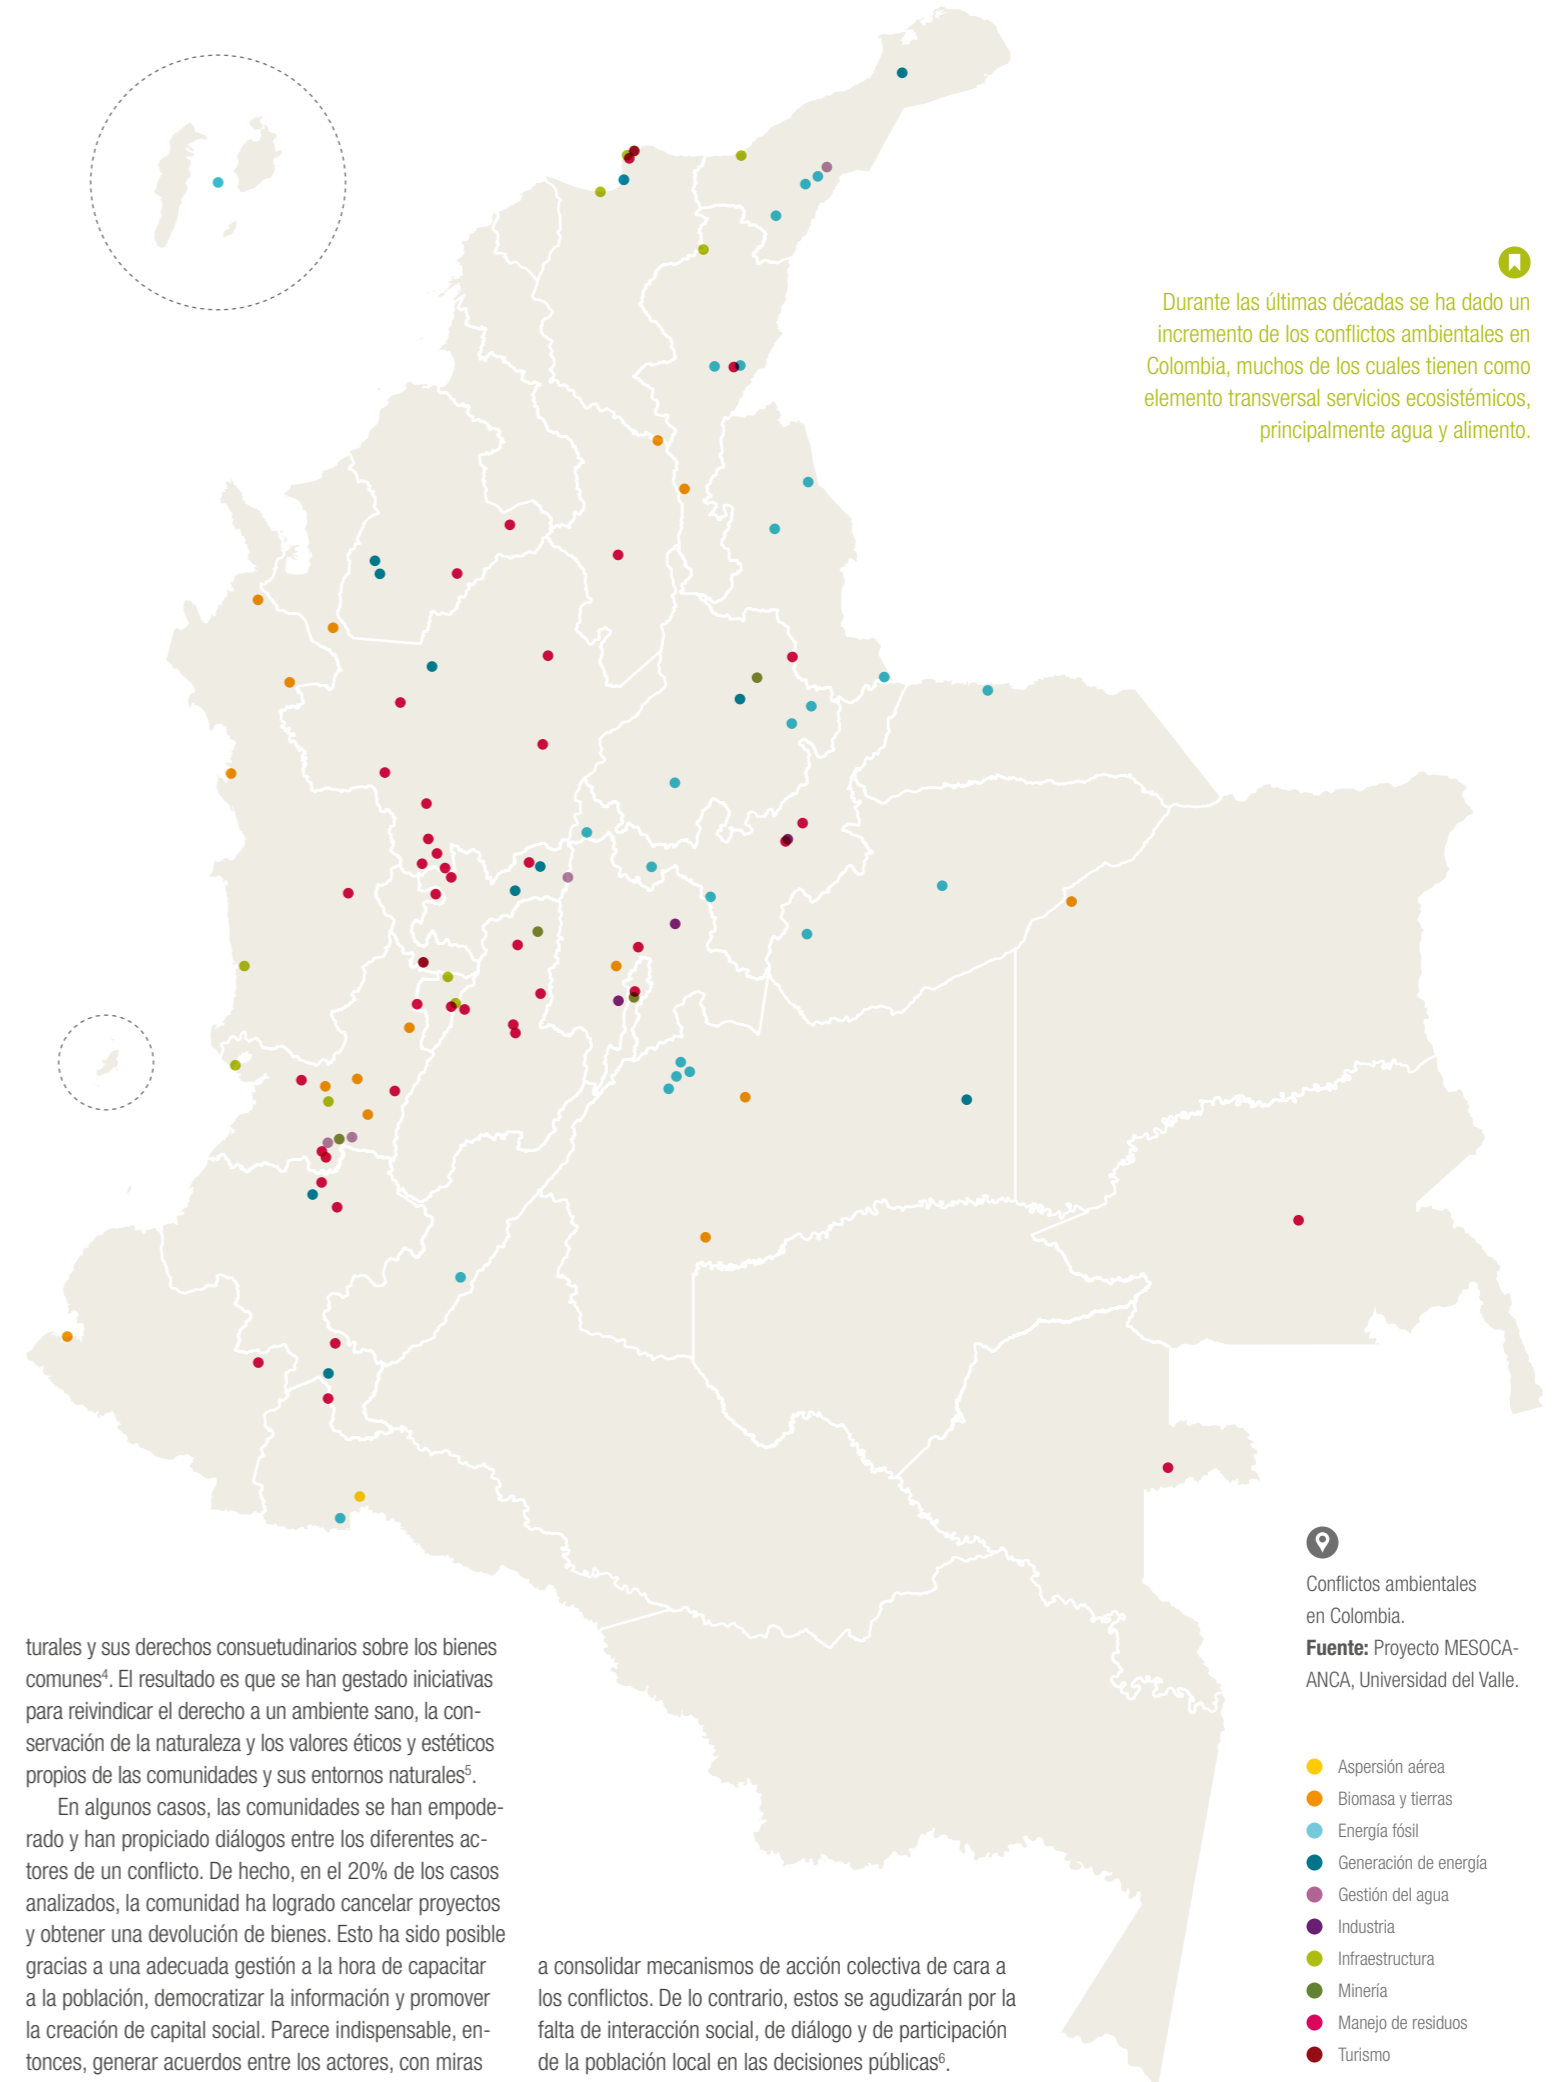 Durante las últimas décadas se ha dado un
incremento de los conflictos ambientales en
Colombia, muchos de los cuales tienen como
elemento transversal servicios ecosistémicos,
principalmente agua y alimento.
turales y sus derechos consuetudinarios sobre los bienes
comunes⁴. El resultado es que se han gestado iniciativas
para reivindicar el derecho a un ambiente sano, la con-
servación de la naturaleza y los valores éticos y estéticos
propios de las comunidades y sus entornos naturales⁵.
En algunos casos, las comunidades se han empode-
rado y han propiciado diálogos entre los diferentes ac-
tores de un conflicto. De hecho, en el 20% de los casos
analizados, la comunidad ha logrado cancelar proyectos
y obtener una devolución de bienes. Esto ha sido posible
gracias a una adecuada gestión a la hora de capacitar
a la población, democratizar la información y promover
la creación de capital social. Parece indispensable, en-
tonces, generar acuerdos entre los actores, con miras
a consolidar mecanismos de acción colectiva de cara a
los conflictos. De lo contrario, estos se agudizarán por la
falta de interacción social, de diálogo y de participación
de la población local en las decisiones públicas⁶.
Conflictos ambientales
en Colombia.
Fuente: Proyecto MESOCA-
ANCA, Universidad del Valle.
Aspersión aérea
Biomasa y tierras
Energía fósil
Generación de energía
Gestión del agua
Industria
Infraestructura
Minería
Manejo de residuos
Turismo